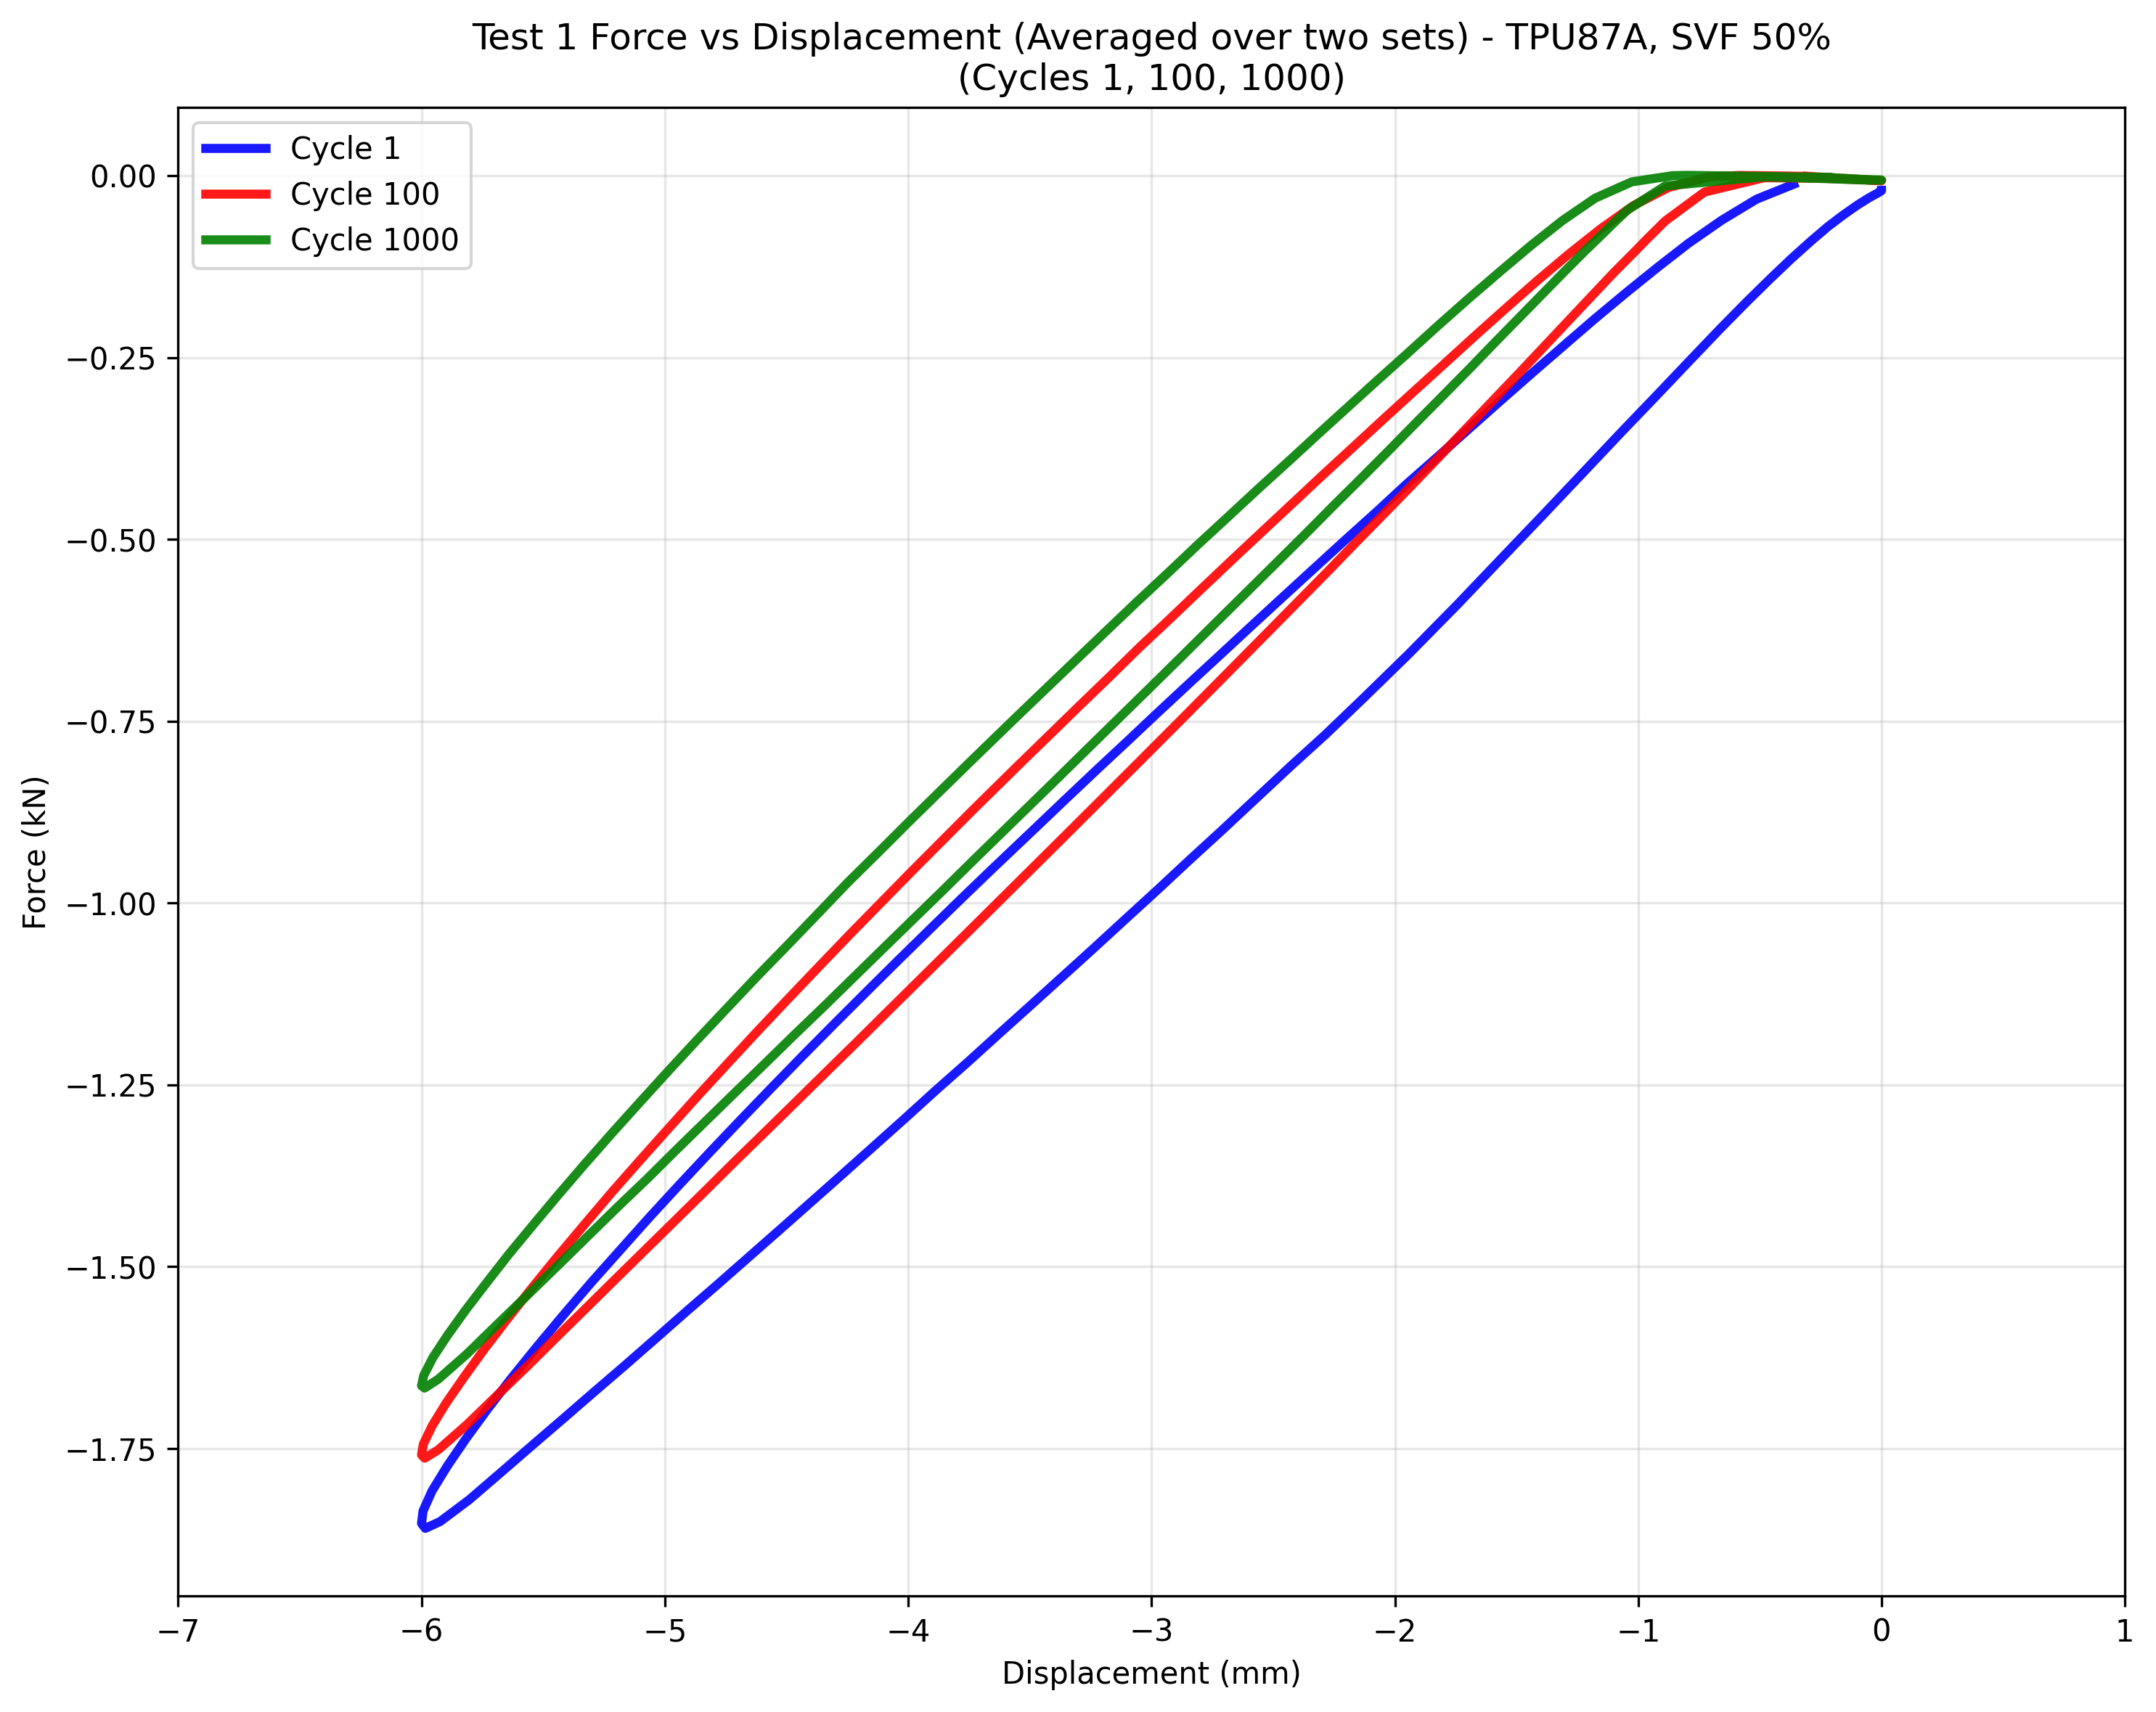 Test 1 Force vs Displacement (Averaged over two sets) - TPU87A, SVF 50%
(Cycles 1, 100, 1000)
Cycle 1
Cycle 100
Cycle 1000
0.00
−0.25
−0.50
−0.75
−1.00
−1.25
−1.50
−1.75
Force (kN)
−7
−6
−5
−4
−3
−2
−1
0
1
Displacement (mm)